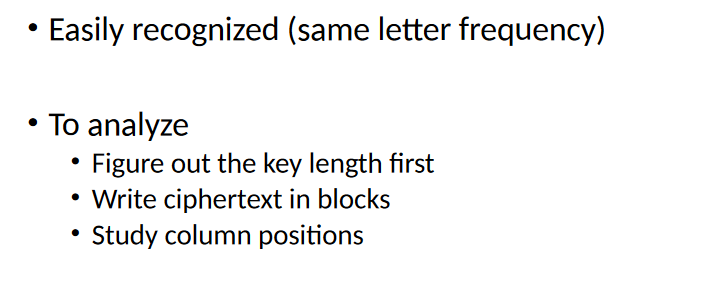 • Easily recognized (same letter frequency)
• To analyze
• Figure out the key length first
• Write ciphertext in blocks
• Study column positions